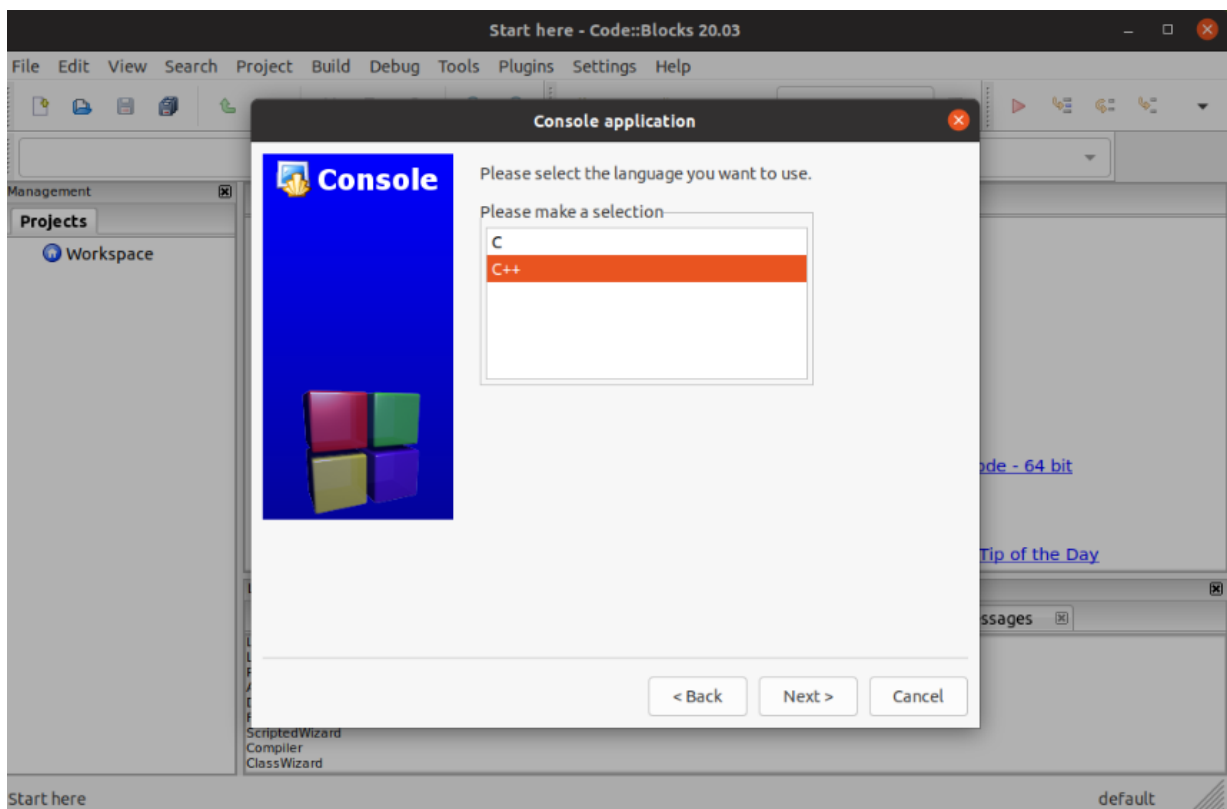 Start here - Code::Blocks 20.03
File Edit View Search Project Build Debug Tools Plugins Settings Help
Console application
Console
Please select the language you want to use.
Please make a selection
C
C++
Management
Projects
Workspace
- 64 bit
Tip of the Day
< Back Next > Cancel
ScriptedWizard
Compiler
ClassWizard
Start here default